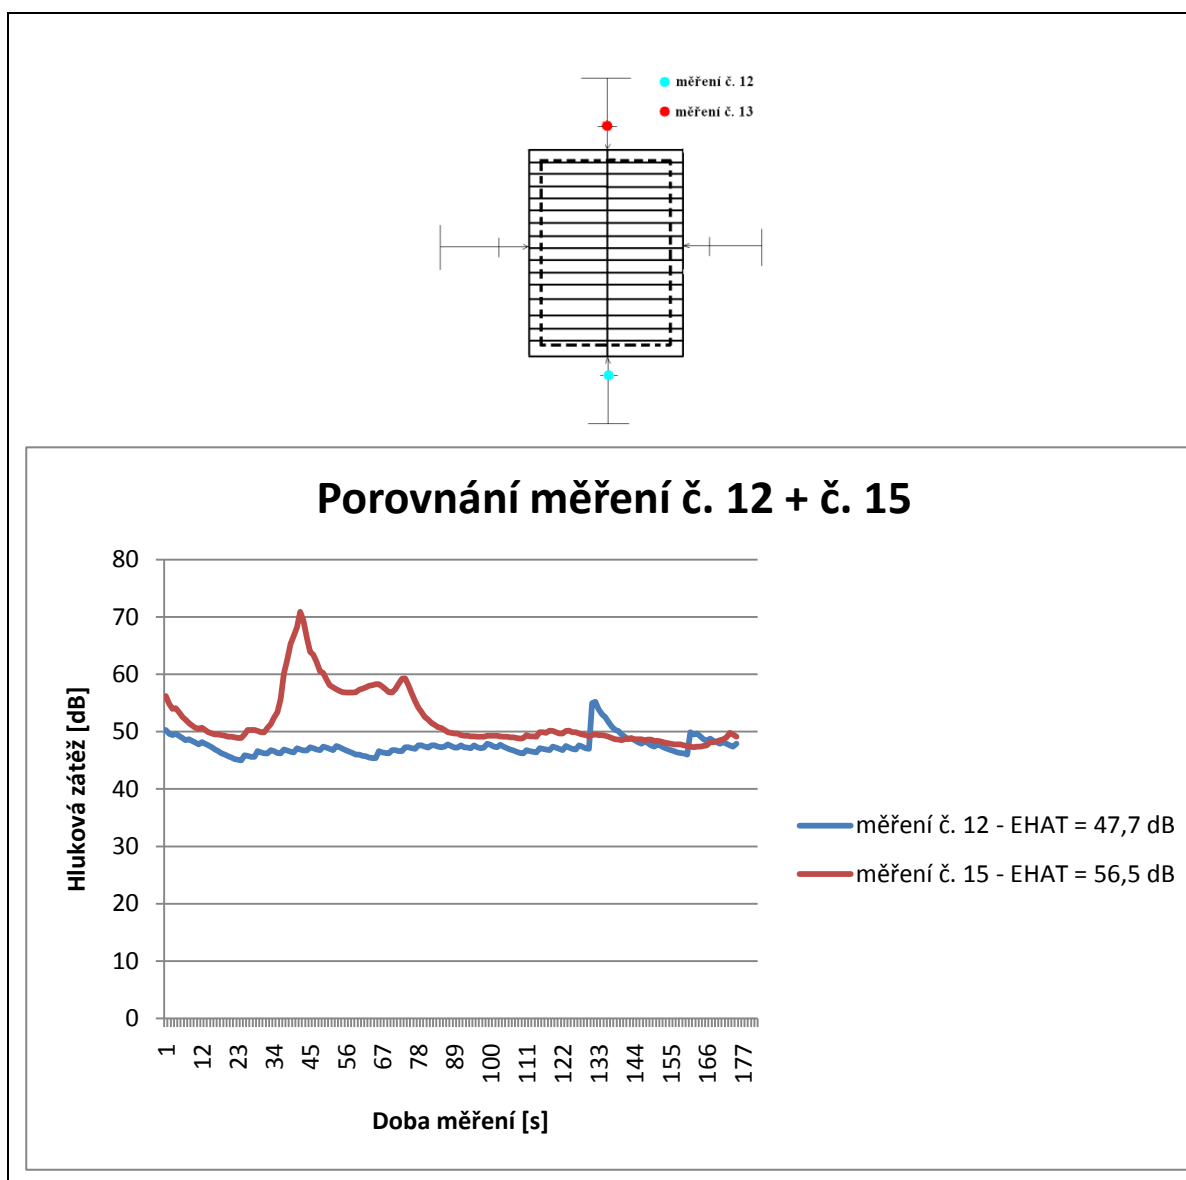 měření č. 12
měření č. 13
Porovnání měření č. 12 + č. 15
80
70
60
50
40
30
20
10
0
Hluková zátěž [dB]
1 12 23 34 45 56 67 78 89 100 111 122 133 144 155 166 177
Doba měření [s]
měření č. 12 - EHAT = 47,7 dB
měření č. 15 - EHAT = 56,5 dB